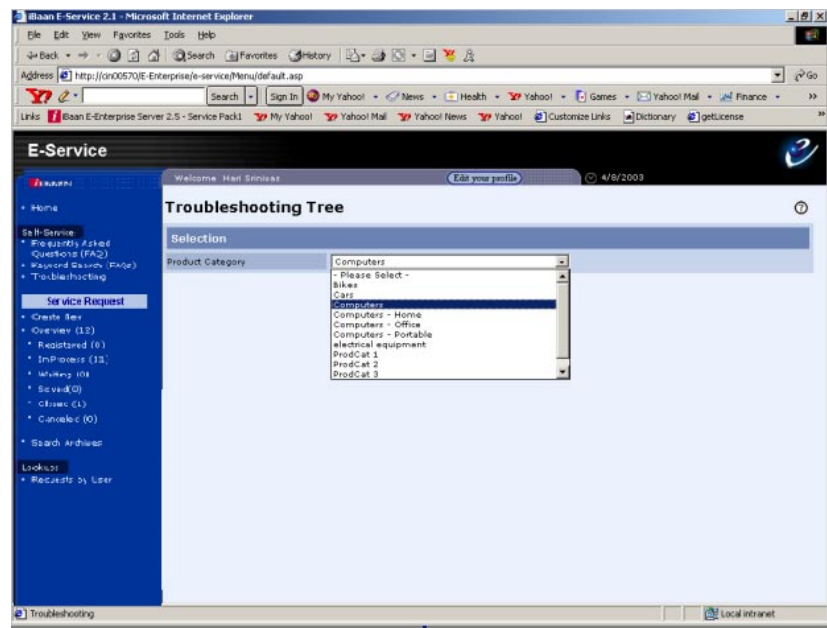 iBaan E-Service 2.1 - Microsoft Internet Explorer
File Edit View Favorites Tools Help
Back Search Favorites History
Address http://cin00570/E-Enterprise/e-service/Menu/default.asp Go
Y7 Search Sign In My Yahoo! News Health Yahoo! Games Yahoo! Mail Finance »
Links iBaan E-Enterprise Server 2.5 - Service Pack1 My Yahoo! Yahoo! Mail Yahoo! News Yahoo! Customize Links Dictionary getLicense »
E-Service
Welcome Hari Srinivas Edit your profile 4/8/2003
Home
Troubleshooting Tree
Self-Service
Frequently Asked
Questions (FAQ)
Keyword Search (FAQs)
Troubleshooting
Selection
Product Category Computers
- Please Select -
Bikes
Cars
Computers
Computers - Home
Computers - Office
Computers - Portable
electrical equipment
ProdCat 1
ProdCat 2
ProdCat 3
Service Request
Create New
Overview (12)
Registered (0)
InProcess (11)
Waiting (0)
Solved(0)
Closed (1)
Canceled (0)
Search Archives
Lookups
Requests by User
Troubleshooting Local intranet